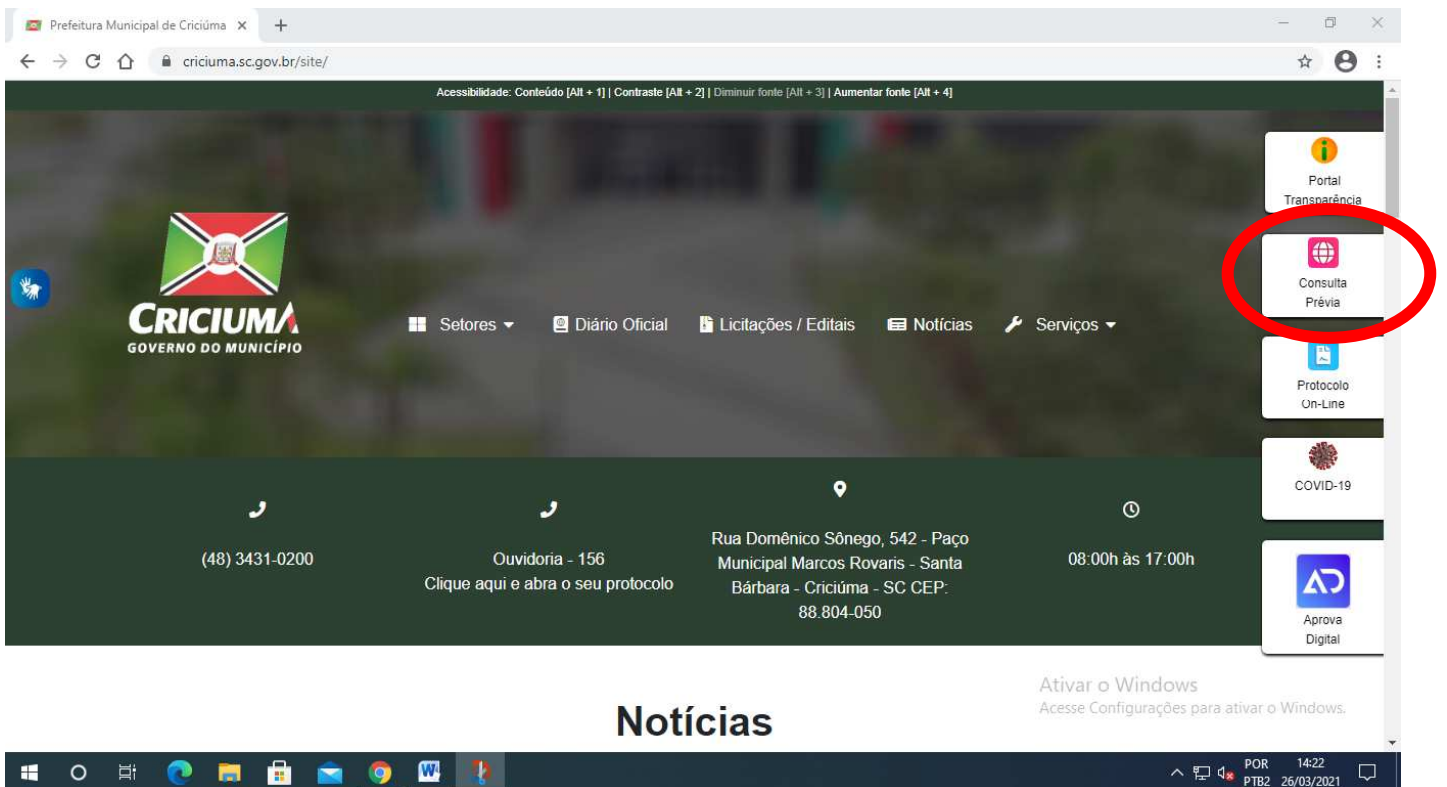 Prefeitura Municipal de Criciúma
criciuma.sc.gov.br/site/
Acessibilidade: Conteúdo [Alt + 1] | Contraste [Alt + 2] | Diminuir fonte [Alt + 3] | Aumentar fonte [Alt + 4]
Portal
Transparência
Consulta
Prévia
Protocolo
On-Line
COVID-19
Aprova
Digital
CRICIUMA
GOVERNO DO MUNICÍPIO
Setores
Diário Oficial
Licitações / Editais
Notícias
Serviços
(48) 3431-0200
Ouvidoria - 156
Clique aqui e abra o seu protocolo
Rua Domênico Sônego, 542 - Paço
Municipal Marcos Rovaris - Santa
Bárbara - Criciúma - SC CEP:
88.804-050
08:00h às 17:00h
Notícias
Ativar o Windows
Acesse Configurações para ativar o Windows.
POR
PTB2
14:22
26/03/2021